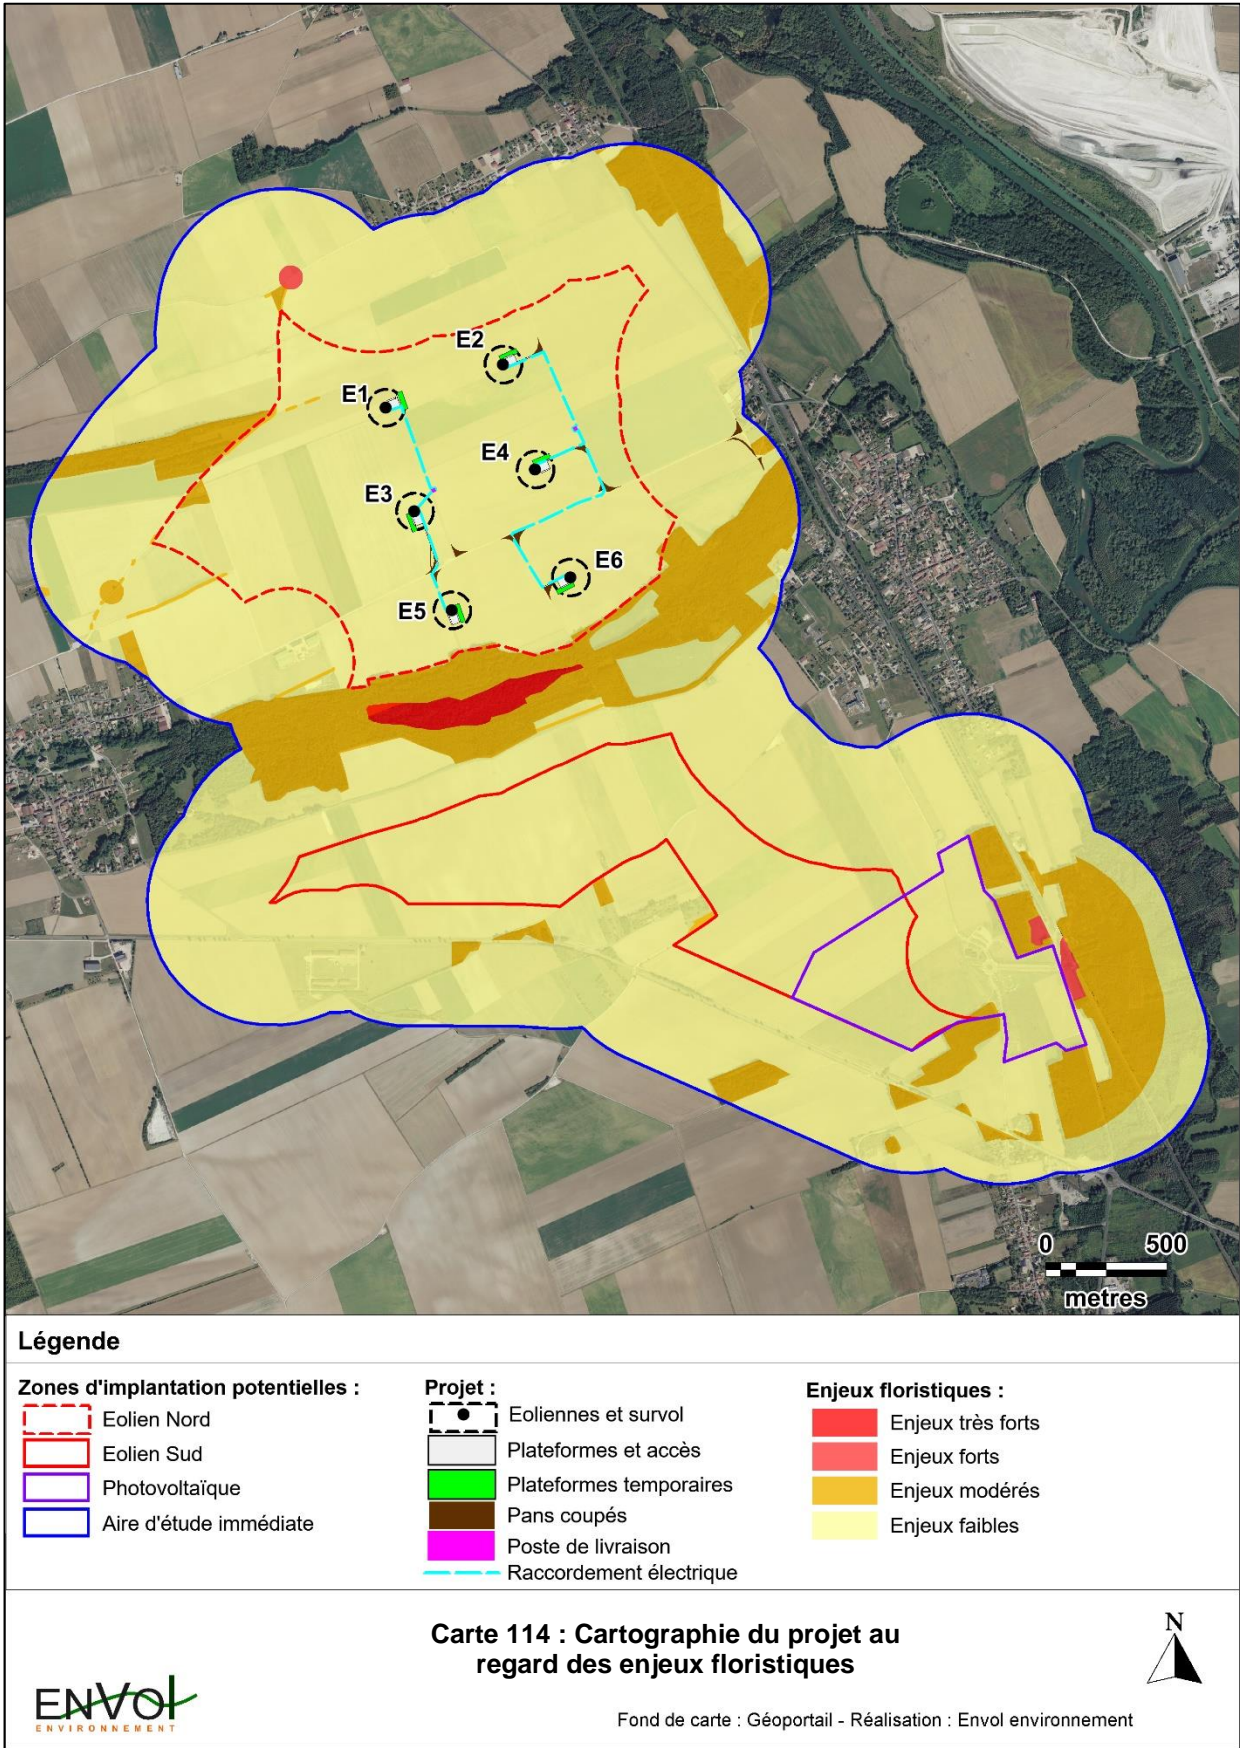 E2
E1
E4
E3
E6
E5
0 500
metres
Légende
Zones d'implantation potentielles :
Eolien Nord
Eolien Sud
Photovoltaïque
Aire d'étude immédiate
Projet :
Eoliennes et survol
Plateformes et accès
Plateformes temporaires
Pans coupés
Poste de livraison
Raccordement électrique
Enjeux floristiques :
Enjeux très forts
Enjeux forts
Enjeux modérés
Enjeux faibles
Carte 114 : Cartographie du projet au
regard des enjeux floristiques
N
ENVOL
ENVIRONNEMENT
Fond de carte : Géoportail - Réalisation : Envol environnement